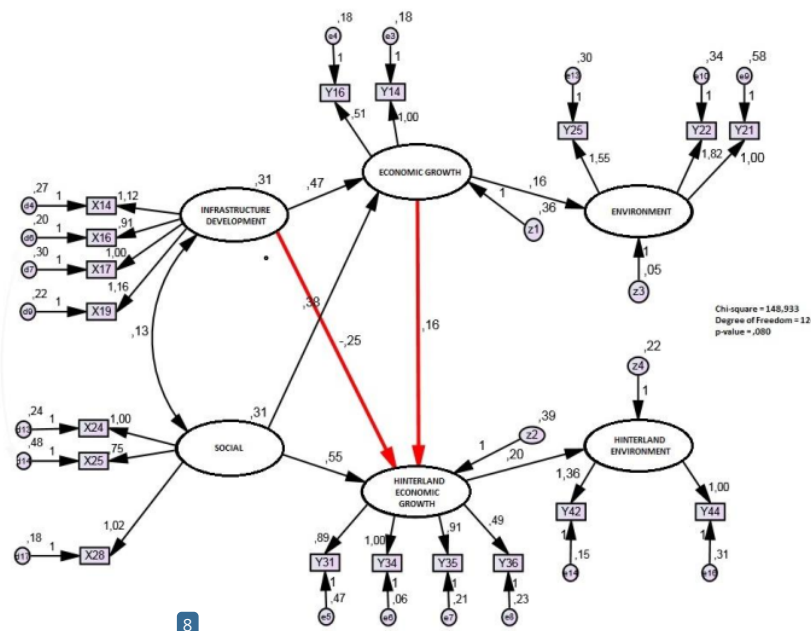 ,18
,18
e4
e3
1
1
Y16
Y14
,51
1,00
,30
,34
,58
e13
e10
e9
1
1
1
Y25
Y22
Y21
1,55
1,82
1,00
ECONOMIC GROWTH
,31
,47
,16
1
,36
z1
ENVIRONMENT
1
,05
z3
INFRASTRUCTURE
DEVELOPMENT
,27
d4
1
X14
1,12
,20
d6
1
X16
,91
,30
d7
1
X17
1,00
,22
d9
1
X19
1,16
,13
,38
-,25
,16
Chi-square = 148,933
Degree of Freedom = 12
p-value = ,080
,22
z4
1
,24
d13
1
X24
1,00
,48
d14
1
X25
,75
,31
SOCIAL
,55
,39
z2
1
,20
HINTERLAND
ENVIRONMENT
HINTERLAND
ECONOMIC
GROWTH
1,02
,18
1
X28
,89
1,00
,91
,49
Y31
Y34
Y35
Y36
1
1
1
1
,47
,06
,21
,23
e5
e6
e7
e8
1,36
1,00
Y42
Y44
1
1
,15
,31
e14
e16
8